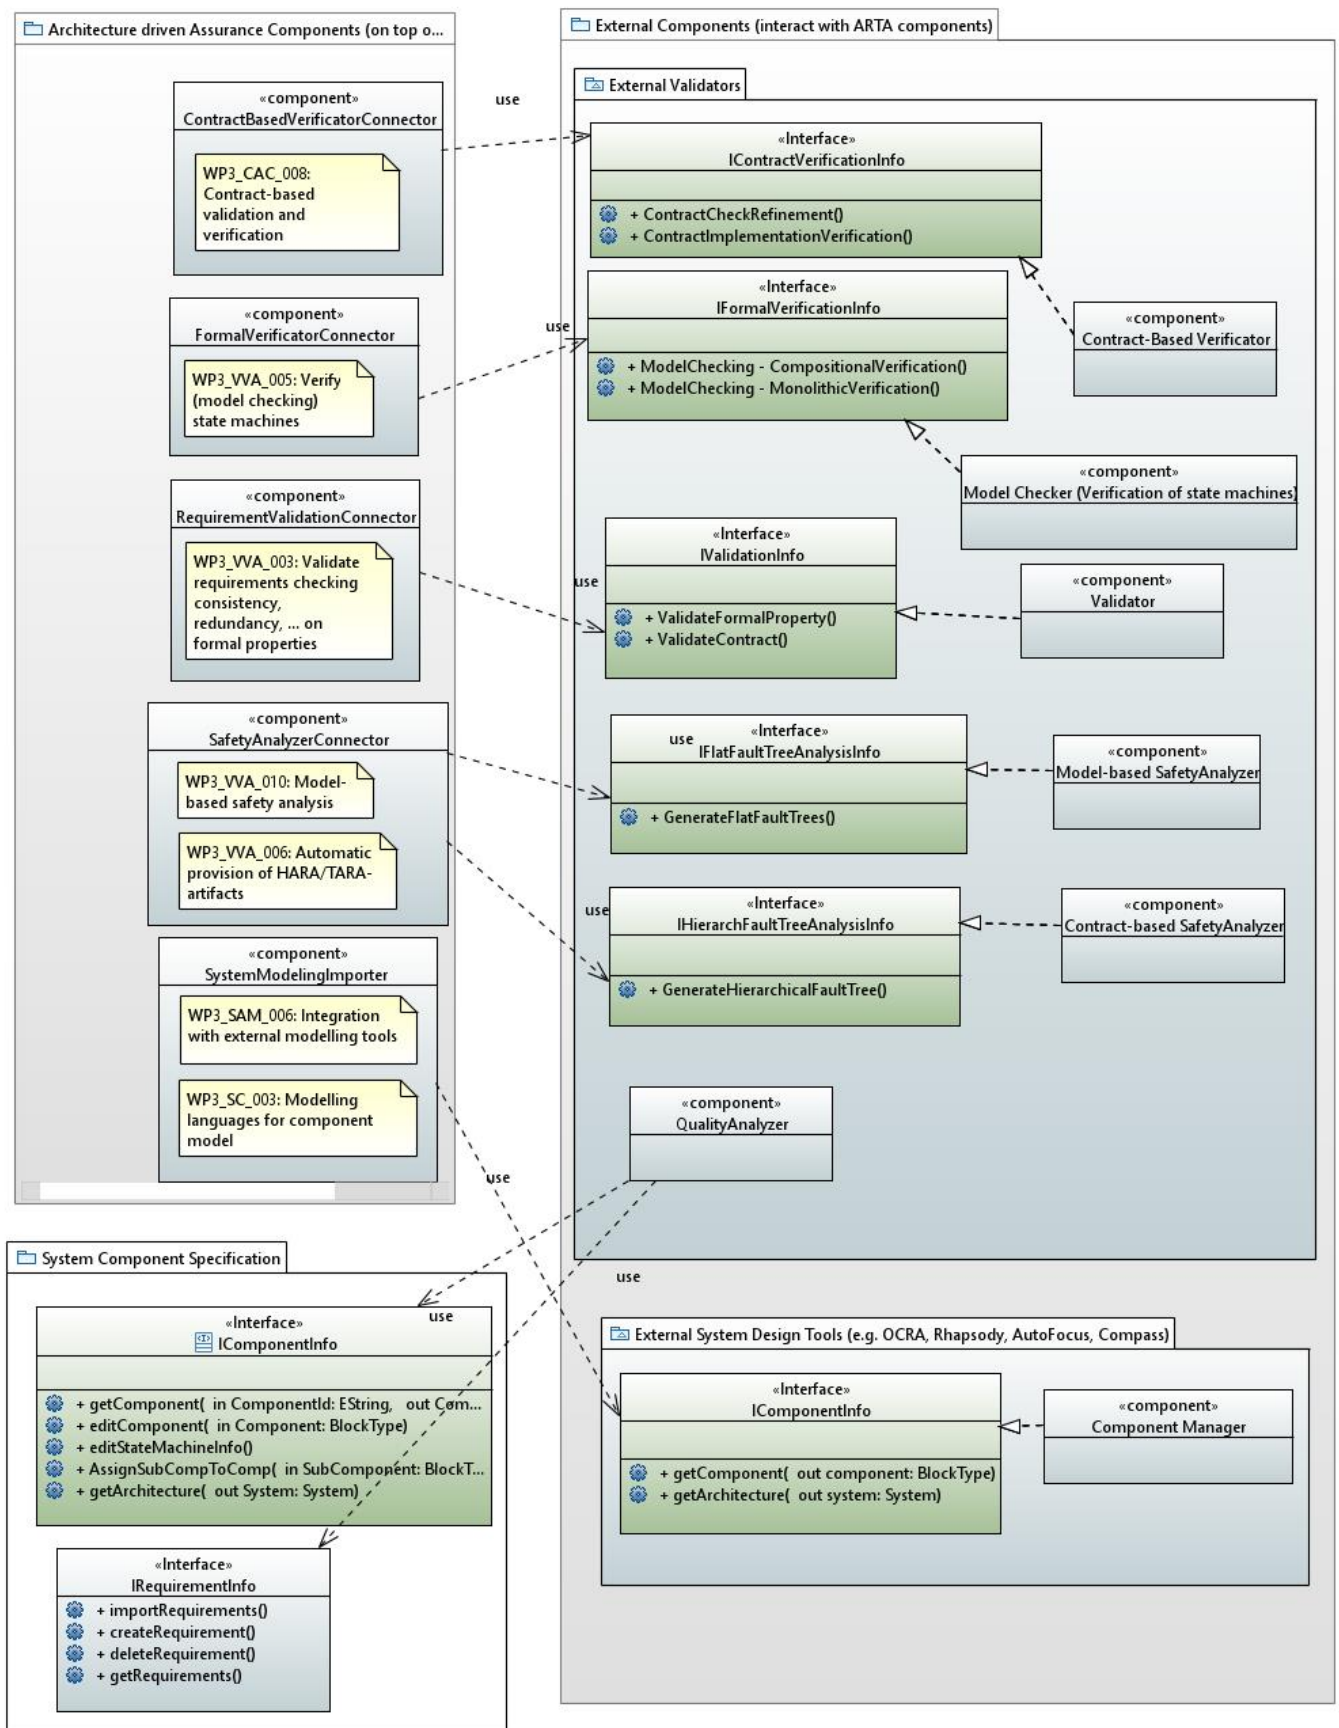 Architecture driven Assurance Components (on top o...
«component»
ContractBasedVerificatorConnector
WP3_CAC_008:
Contract-based
validation and
verification
«component»
FormalVerificatorConnector
WP3_VVA_005: Verify
(model checking)
state machines
«component»
RequirementValidationConnector
WP3_VVA_003: Validate
requirements checking
consistency,
redundancy, ... on
formal properties
«component»
SafetyAnalyzerConnector
WP3_VVA_010: Model-
based safety analysis
WP3_VVA_006: Automatic
provision of HARA/TARA-
artifacts
«component»
SystemModelingImporter
WP3_SAM_006: Integration
with external modelling tools
WP3_SC_003: Modelling
languages for component
model
use
use
use
use
use
use
use
use
External Components (interact with ARTA components)
External Validators
«Interface»
IContractVerificationInfo
+ ContractCheckRefinement()
+ ContractImplementationVerification()
«Interface»
IFormalVerificationInfo
+ ModelChecking - CompositionalVerification()
+ ModelChecking - MonolithicVerification()
«component»
Contract-Based Verificator
«component»
Model Checker (Verification of state machines)
«Interface»
IValidationInfo
+ ValidateFormalProperty()
+ ValidateContract()
«component»
Validator
«Interface»
IFlatFaultTreeAnalysisInfo
+ GenerateFlatFaultTrees()
«component»
Model-based SafetyAnalyzer
«Interface»
IHierarchFaultTreeAnalysisInfo
+ GenerateHierarchicalFaultTree()
«component»
Contract-based SafetyAnalyzer
«component»
QualityAnalyzer
System Component Specification
«Interface»
IComponentInfo
+ getComponent( in ComponentId: EString, out Com...
+ editComponent( in Component: BlockType)
+ editStateMachineInfo()
+ AssignSubCompToComp( in SubComponent: BlockT...
+ getArchitecture( out System: System)
«Interface»
IRequirementInfo
+ importRequirements()
+ createRequirement()
+ deleteRequirement()
+ getRequirements()
External System Design Tools (e.g. OCRA, Rhapsody, AutoFocus, Compass)
«Interface»
IComponentInfo
+ getComponent( out component: BlockType)
+ getArchitecture( out system: System)
«component»
Component Manager